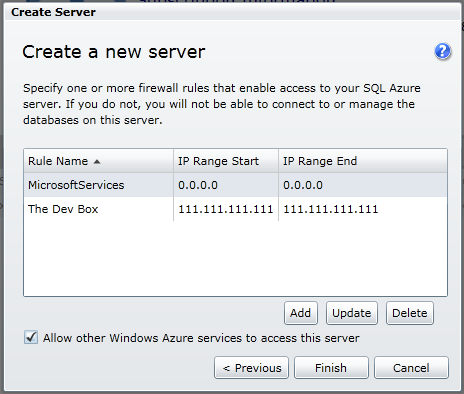 Create Server
Create a new server
Specify one or more firewall rules that enable access to your SQL Azure
server. If you do not, you will not be able to connect to or manage the
databases on this server.
Rule Name IP Range Start IP Range End
MicrosoftServices 0.0.0.0 0.0.0.0
The Dev Box 111.111.111.111 111.111.111.111
Add Update Delete
Allow other Windows Azure services to access this server
< Previous Finish Cancel